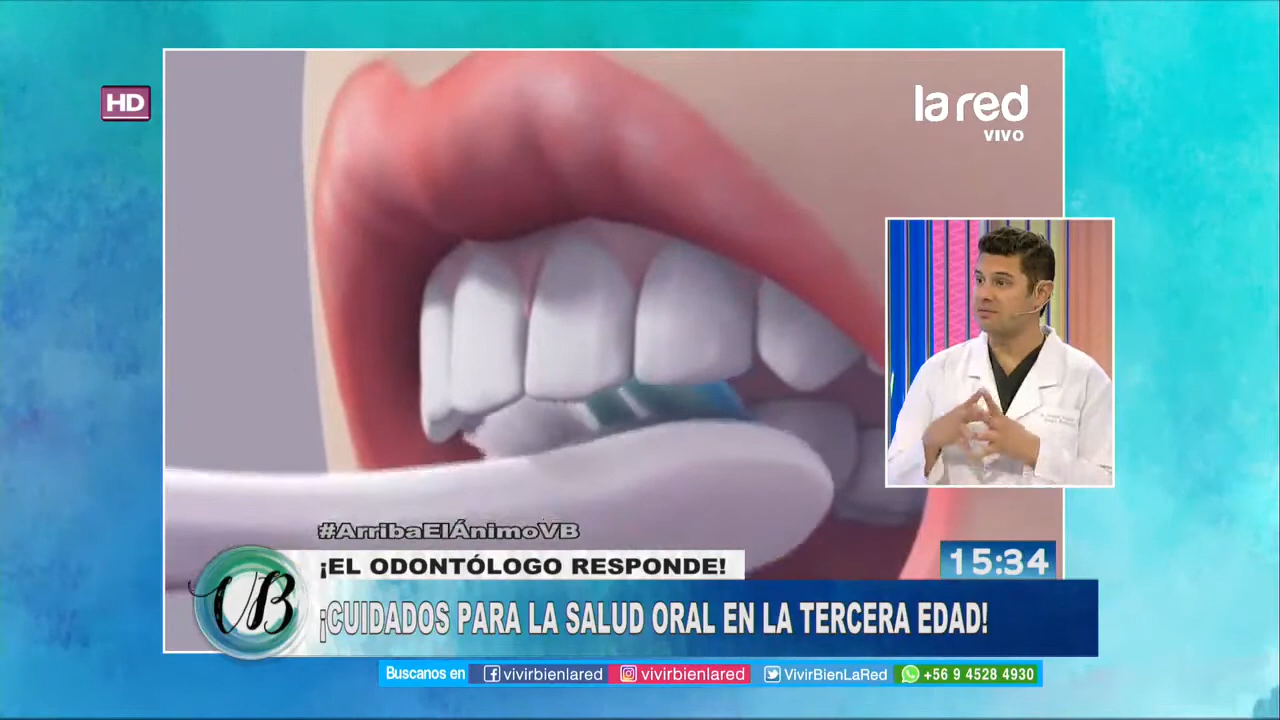 HD
la red
VIVO
#ArribaElÁnimoVB
¡EL ODONTÓLOGO RESPONDE!
15:34
VB
¡CUIDADOS PARA LA SALUD ORAL EN LA TERCERA EDAD!
Buscanos en vivirbienlared vivirbienlared VivirBienLaRed +56 9 4528 4930